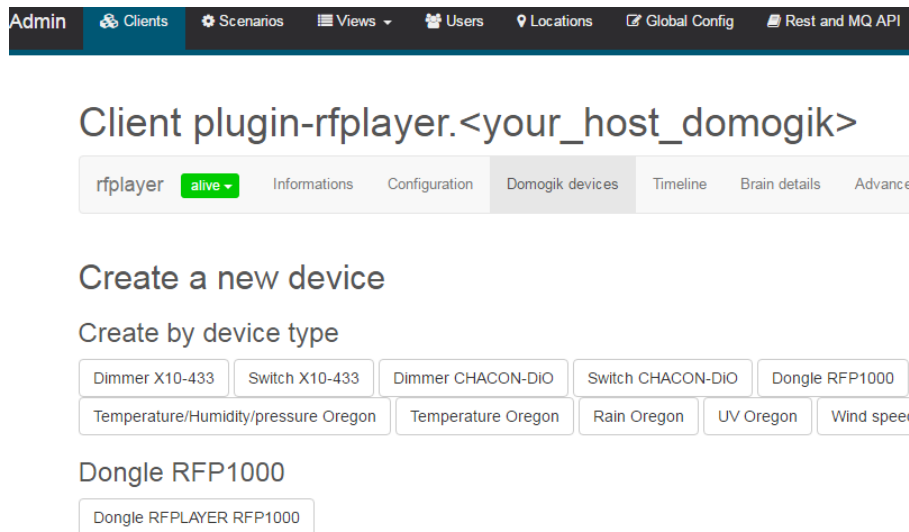 Admin Clients Scenarios Views Users Locations Global Config Rest and MQ API
Client plugin-rfplayer.<your_host_domogik>
rfplayer alive Informations Configuration Domogik devices Timeline Brain details Advance
Create a new device
Create by device type
Dimmer X10-433 Switch X10-433 Dimmer CHACON-DiO Switch CHACON-DiO Dongle RFP1000
Temperature/Humidity/pressure Oregon Temperature Oregon Rain Oregon UV Oregon Wind speed
Dongle RFP1000
Dongle RFPLAYER RFP1000